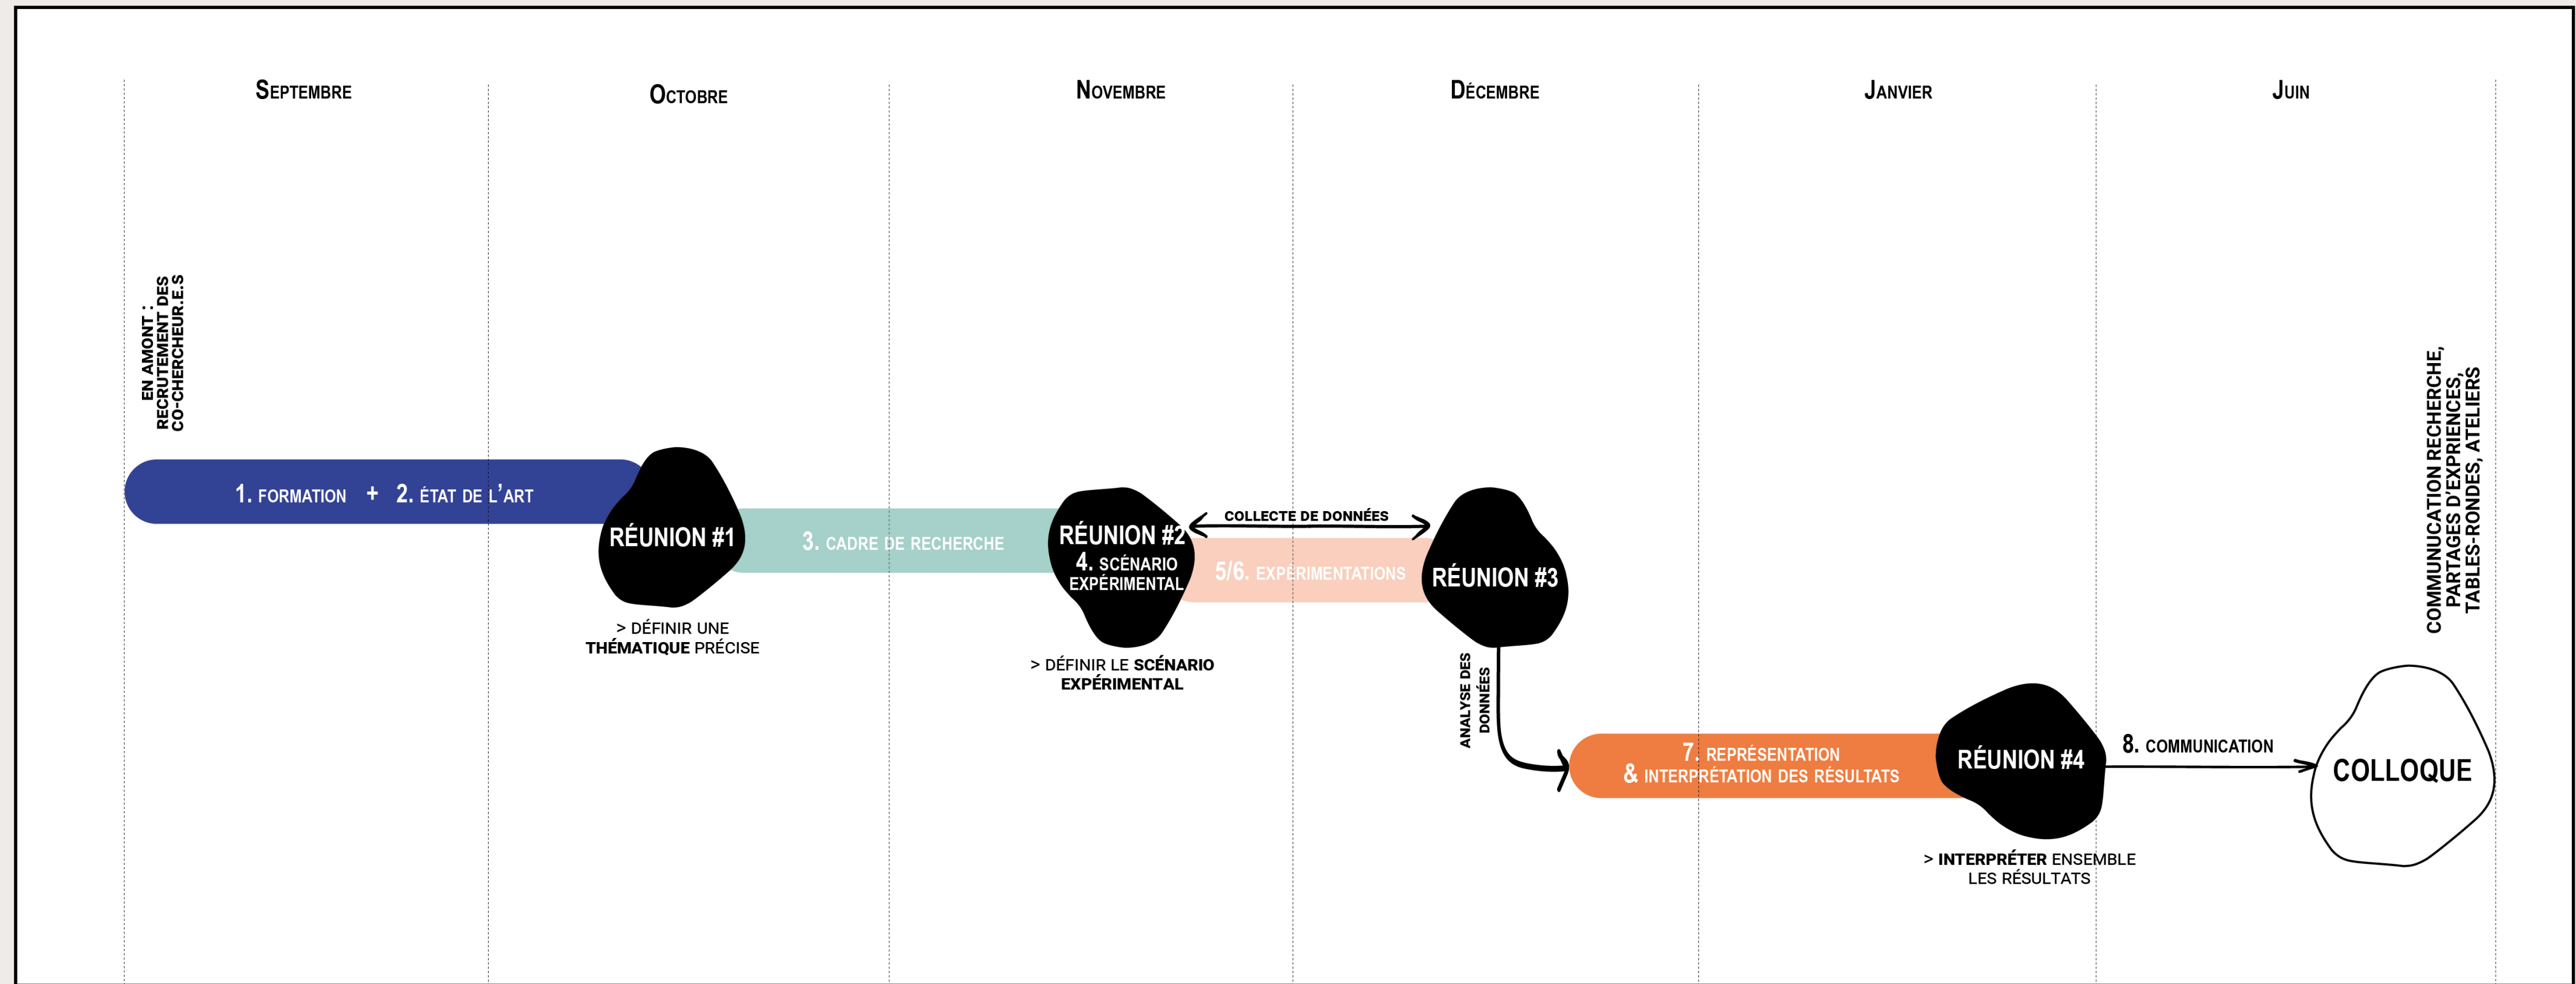 Septembre
Octobre
Novembre
Décembre
Janvier
Juin
EN AMONT :
RECRUTEMENT DES
CO-CHERCHEUR.E.S
1. FORMATION + 2. ÉTAT DE L'ART
RÉUNION #1
> DÉFINIR UNE
THÉMATIQUE PRÉCISE
3. CADRE DE RECHERCHE
RÉUNION #2
4. SCÉNARIO
EXPÉRIMENTAL
> DÉFINIR LE SCÉNARIO
EXPÉRIMENTAL
COLLECTE DE DONNÉES
5/6. EXPÉRIMENTATIONS
RÉUNION #3
ANALYSE DES
DONNÉES
7. REPRÉSENTATION
& INTERPRÉTATION DES RÉSULTATS
RÉUNION #4
> INTERPRÉTER ENSEMBLE
LES RÉSULTATS
8. COMMUNICATION
COLLOQUE
COMMUNUCATION RECHERCHE,
PARTAGES D'EXPRIENCES,
TABLES-RONDES, ATELIERS